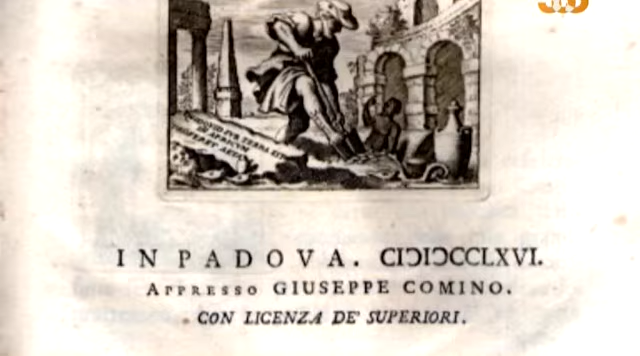 IN PADOVA. CIƆIƆCCLXVI.
APPRESSO GIUSEPPE COMINO.
CON LICENZA DE' SUPERIORI.